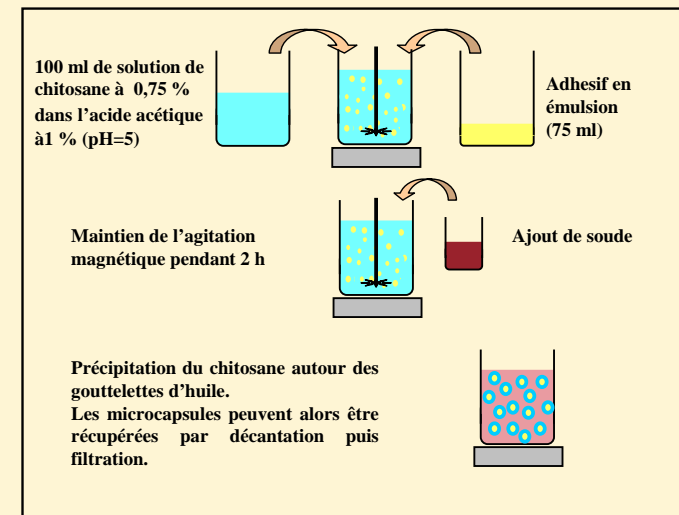 100 ml de solution de
chitosane à 0,75 %
dans l'acide acétique
à1 % (pH=5)
Adhesif en
émulsion
(75 ml)
Maintien de l'agitation
magnétique pendant 2 h
Ajout de soude
Précipitation du chitosane autour des
gouttelettes d'huile.
Les microcapsules peuvent alors être
récupérées par décantation puis
filtration.